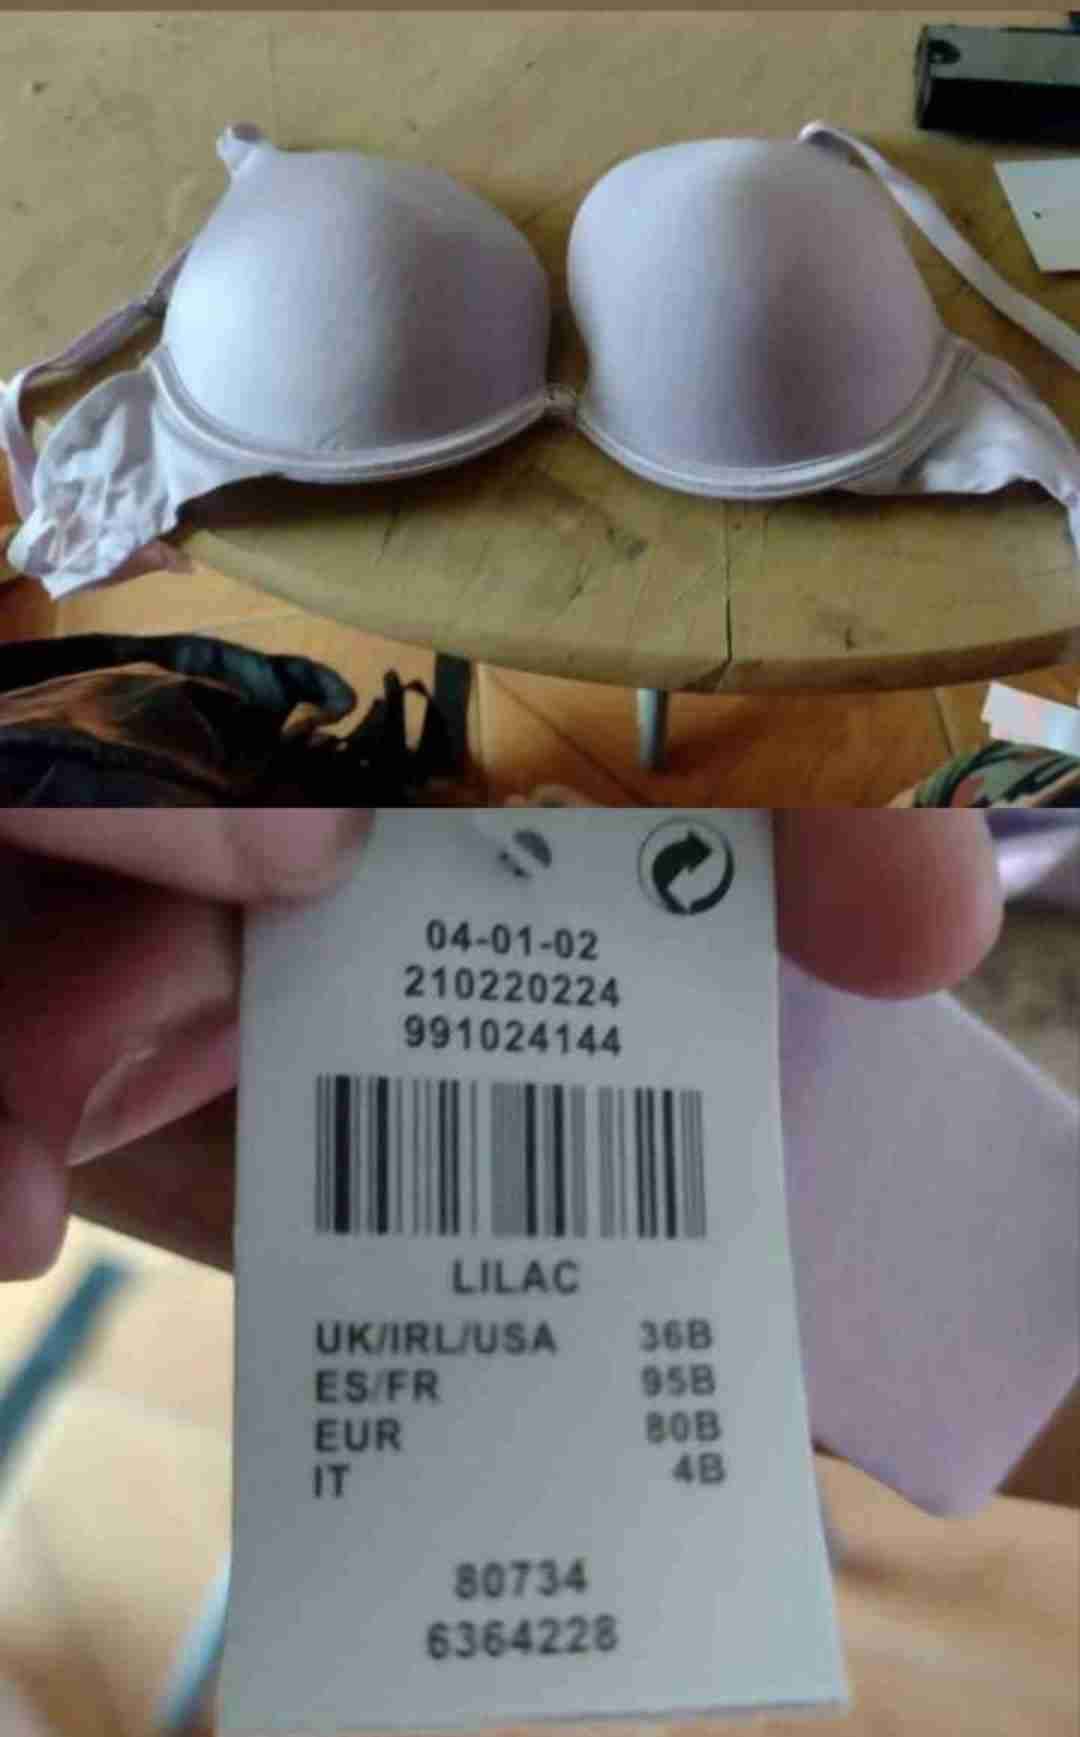 04-01-02
210220224
991024144
LILAC
UK/IRL/USA 36B
ES/FR 95B
EUR 80B
IT 4B
80734
6364228